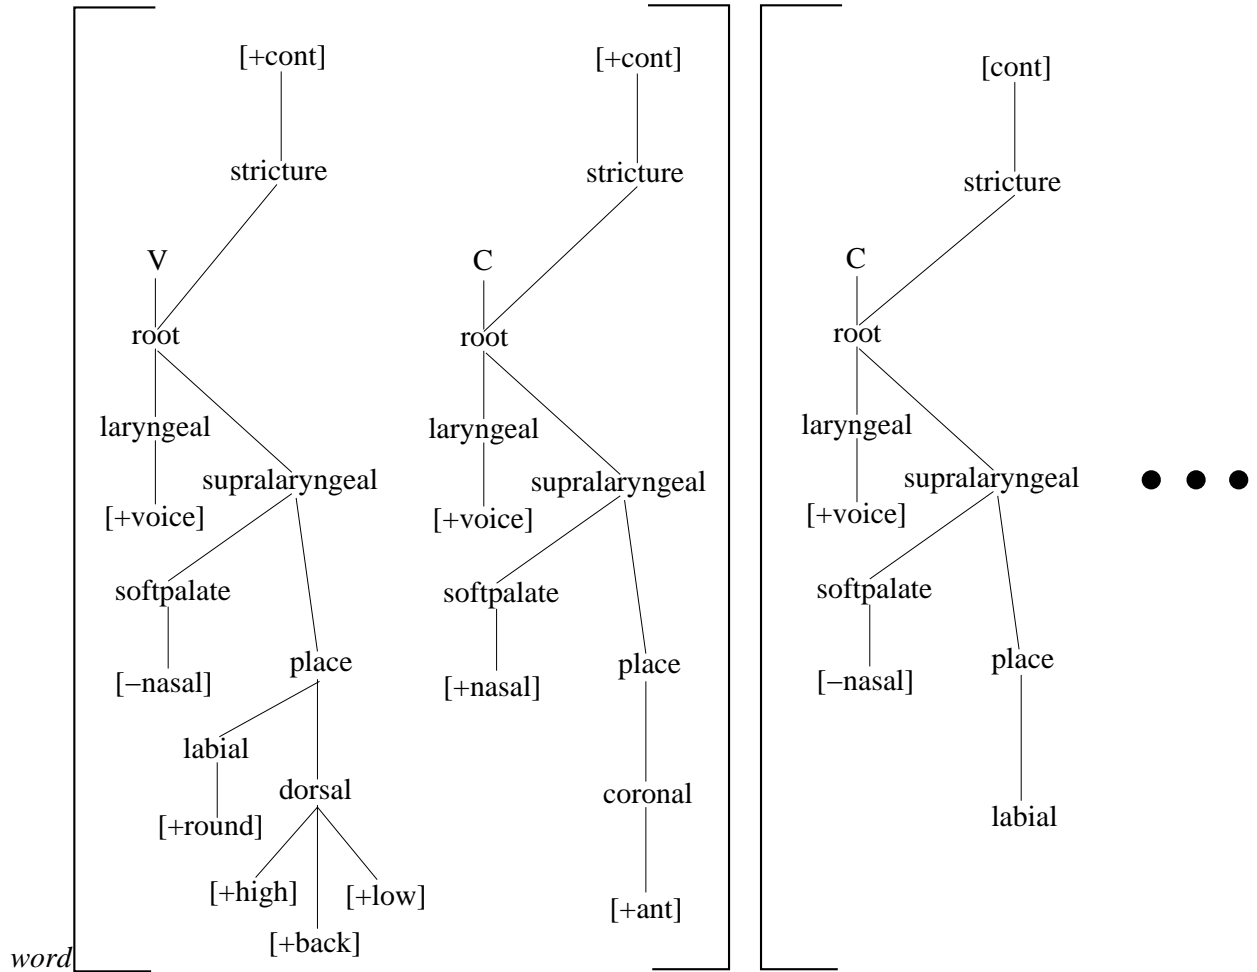 [+cont] [+cont] [cont]
stricture stricture stricture
V C C
root root root
laryngeal laryngeal laryngeal
supralaryngeal supralaryngeal supralaryngeal
[+voice] [+voice] [+voice]
softpalate softpalate softpalate
place place place
[−nasal] [+nasal] [−nasal]
labial
dorsal coronal labial
[+round]
[+high] [+low] [+ant]
[+back]
word